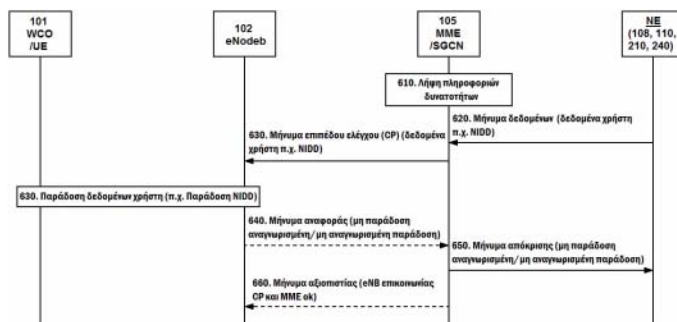 101
WCO
/UE
102
eNodeb
105
MME
/SGCN
NE
(108, 110,
210, 240)
610. Λήψη πληροφοριών
δυνατοτήτων
620. Μήνυμα δεδομένων (δεδομένα χρήστη
π.χ. NIDD)
630. Μήνυμα επιπέδου ελέγχου (CP) (δεδομένα
χρήστη π.χ. NIDD)
630. Παράδοση δεδομένων χρήστη (π.χ. Παράδοση NIDD)
640. Μήνυμα αναφοράς (μη παράδοση
αναγνωρισμένη/μη αναγνωρισμένη παράδοση)
650. Μήνυμα απόκρισης (μη παράδοση
αναγνωρισμένη/μη αναγνωρισμένη παράδοση)
660. Μήνυμα αξιοπιστίας (eNB επικοινωνίας
CP και MME ok)